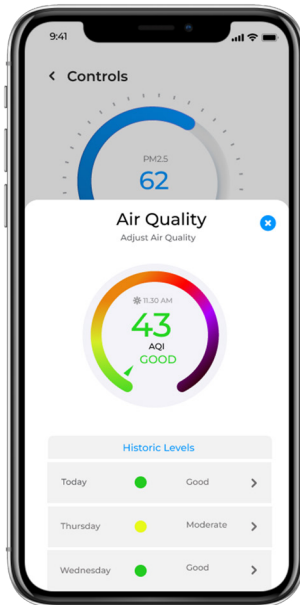 9:41
Controls
PM2.5
62
Air Quality
Adjust Air Quality
11.30 AM
43
AQI
GOOD
Historic Levels
Today Good
Thursday Moderate
Wednesday Good